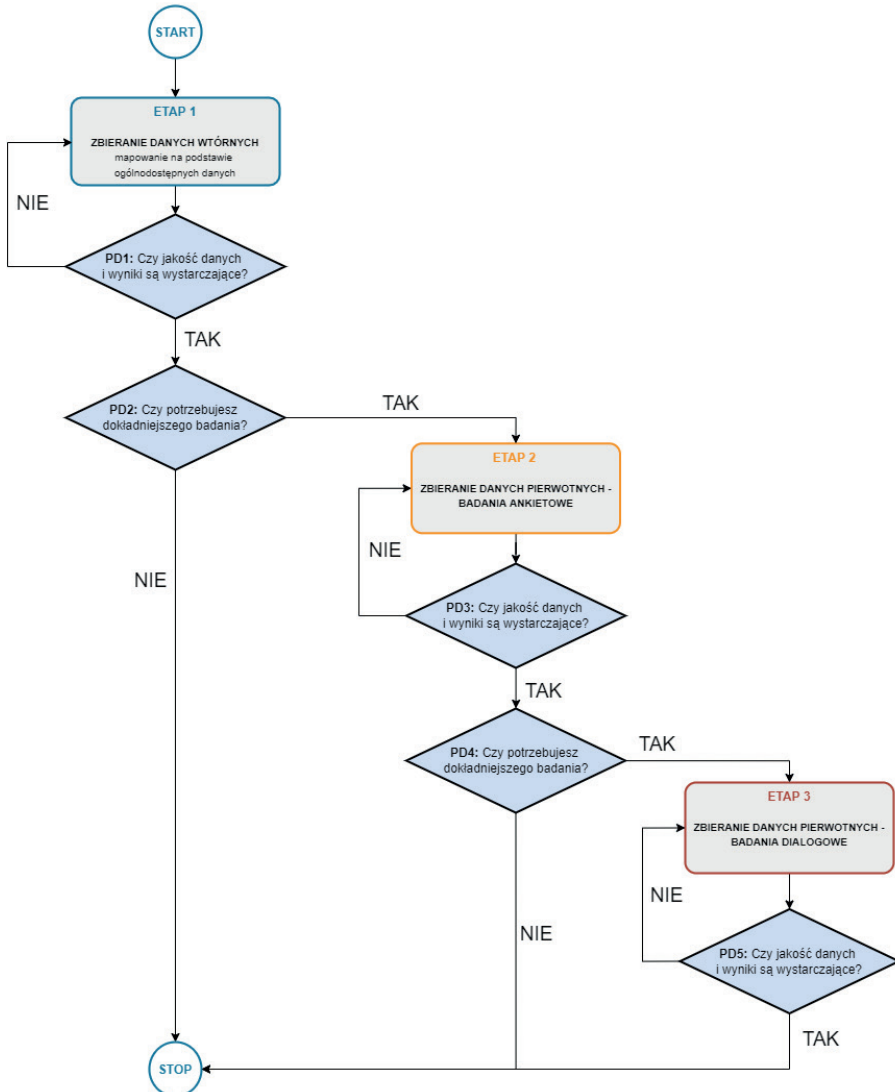 START
ETAP 1
ZBIERANIE DANYCH WTÓRNYCH
mapowanie na podstawie
ogólnodostępnych danych
NIE
PD1: Czy jakość danych
i wyniki są wystarczające?
TAK
PD2: Czy potrzebujesz
dokładniejszego badania?
TAK
ETAP 2
ZBIERANIE DANYCH PIERWOTNYCH -
BADANIA ANKIETOWE
NIE
NIE
PD3: Czy jakość danych
i wyniki są wystarczające?
TAK
PD4: Czy potrzebujesz
dokładniejszego badania?
TAK
ETAP 3
ZBIERANIE DANYCH PIERWOTNYCH -
BADANIA DIALOGOWE
NIE
NIE
PD5: Czy jakość danych
i wyniki są wystarczające?
TAK
STOP